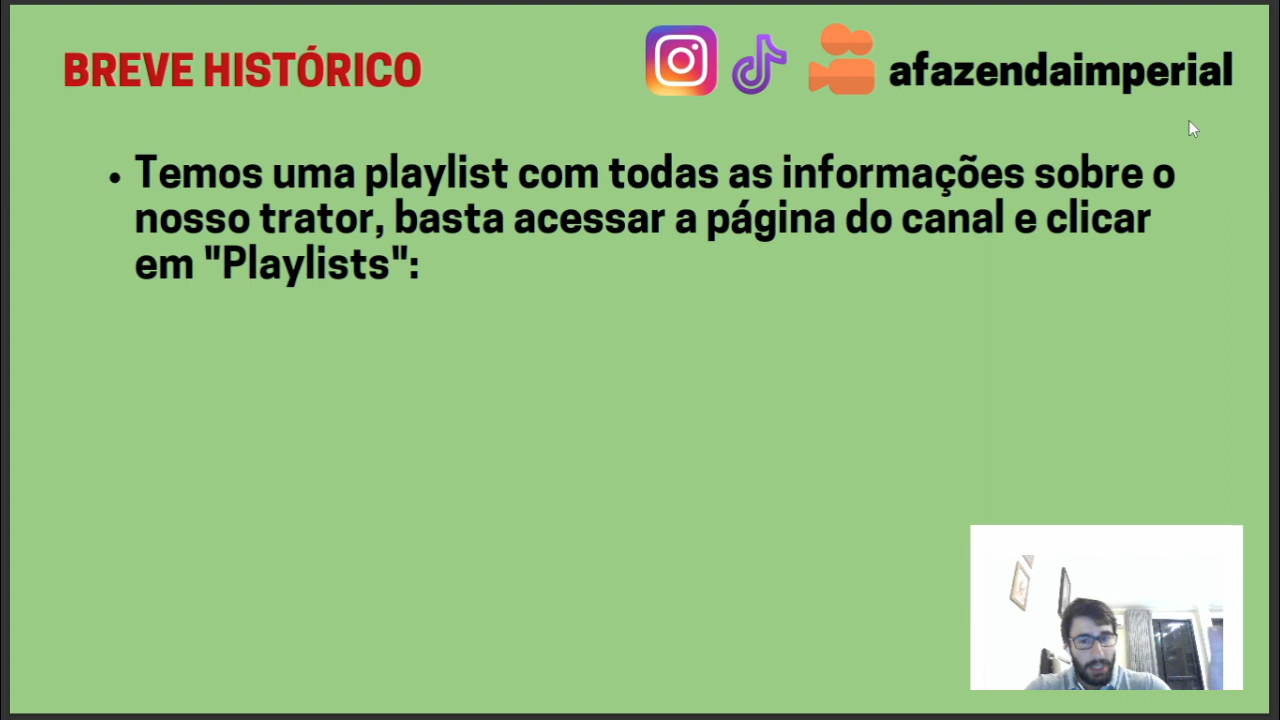 BREVE HISTÓRICO
afazendaimperial
• Temos uma playlist com todas as informações sobre o
nosso trator, basta acessar a página do canal e clicar
em "Playlists":